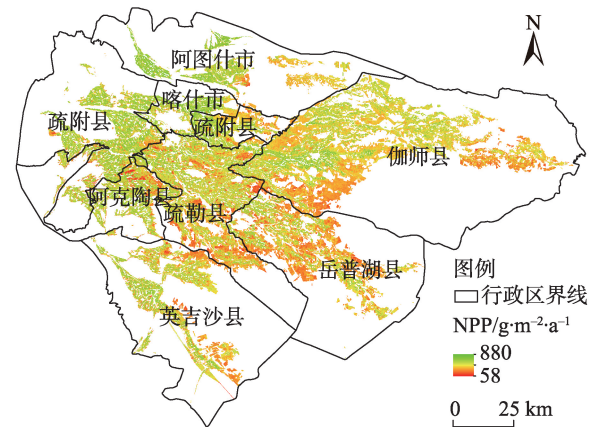 N
阿图什市
喀什市
疏附县
疏附县
伽师县
阿克陶县
疏勒县
岳普湖县
英吉沙县
图例
行政区界线
NPP/g·m⁻²·a⁻¹
880
58
0 25 km